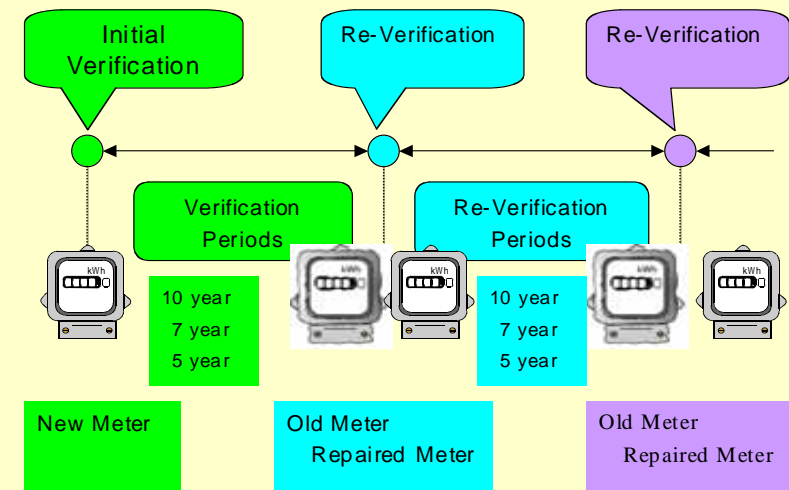 Initial
Verification
Re-Verification
Re-Verification
Verification
Periods
Re-Verification
Periods
kWh
kWh
kWh
kWh
kWh
10 year
7 year
5 year
10 year
7 year
5 year
New Meter
Old Meter
Repaired Meter
Old Meter
Repaired Meter